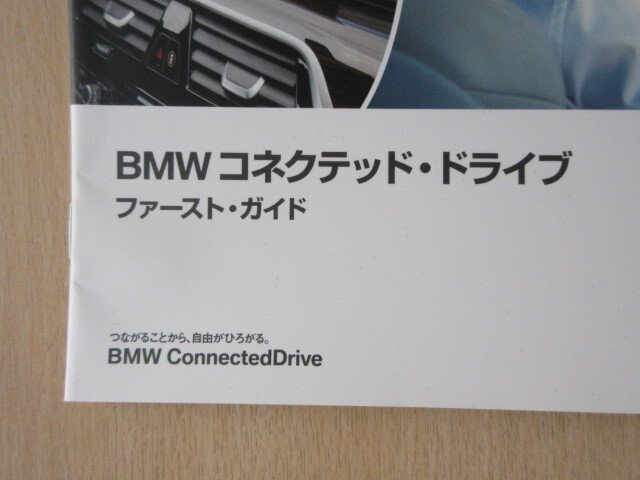 BMW コネクテッド・ドライブ
ファースト・ガイド
つながることから、自由がひろがる。
BMW ConnectedDrive